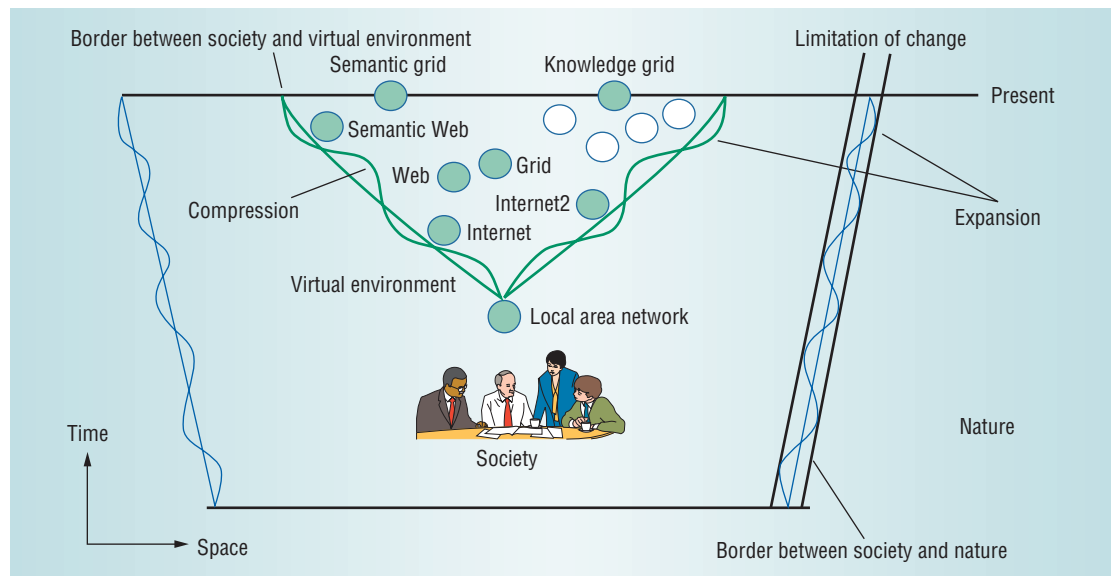 Border between society and virtual environment
Limitation of change
Semantic grid
Knowledge grid
Present
Semantic Web
Web
Grid
Compression
Internet2
Expansion
Internet
Virtual environment
Local area network
Time
Nature
Society
Space
Border between society and nature